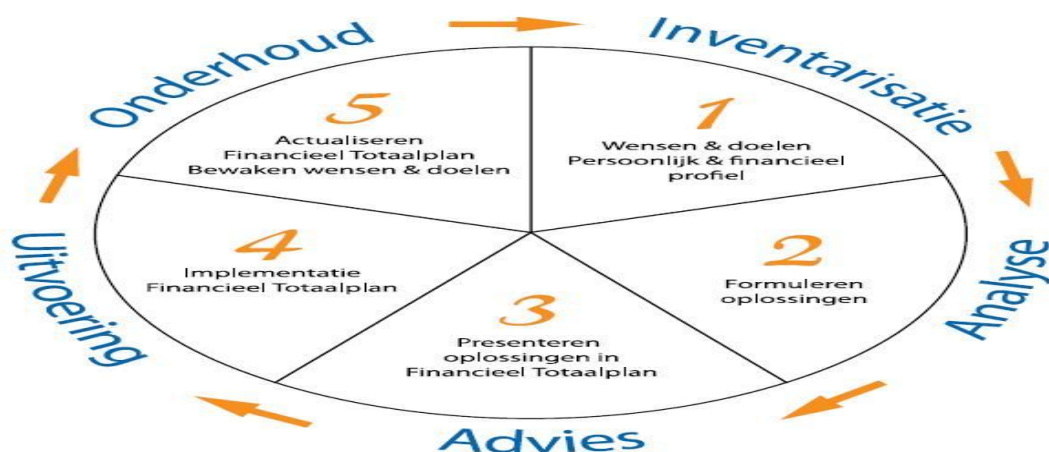 Inventarisatie
1
Wensen & doelen
Persoonlijk & financieel
profiel
Analyse
2
Formuleren
oplossingen
Advies
3
Presenteren
oplossingen in
Financieel Totaalplan
Uitvoering
4
Implementatie
Financieel Totaalplan
Onderhoud
5
Actualiseren
Financieel Totaalplan
Bewaken wensen & doelen